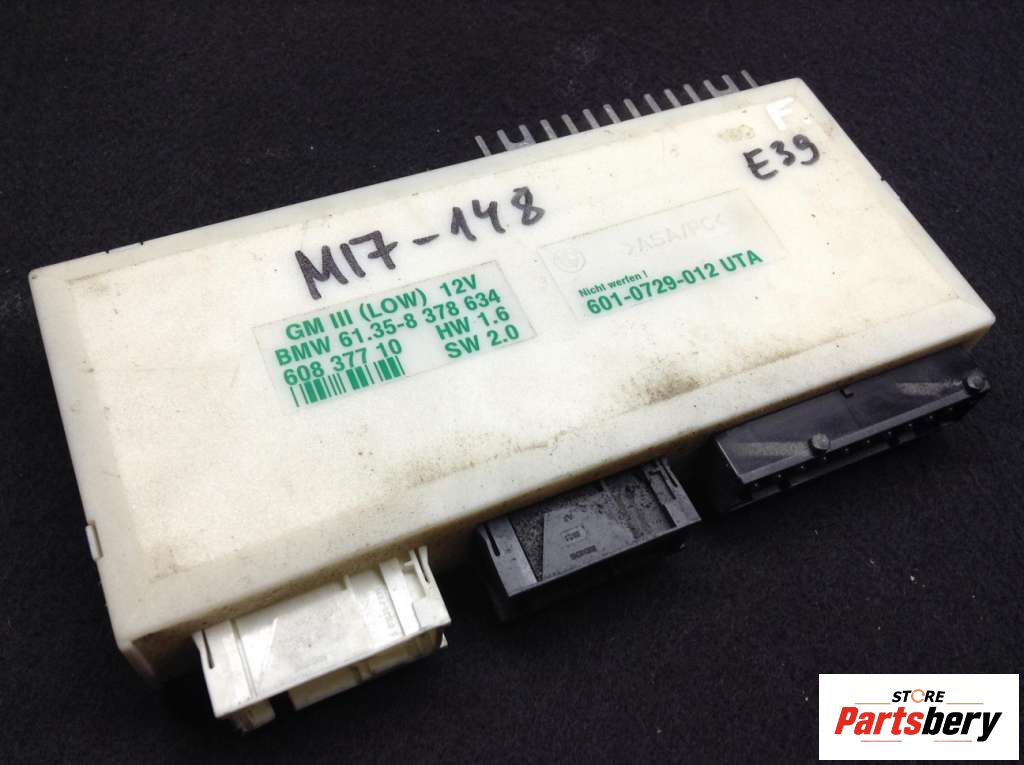 F
E39
M17-148
>ASA/PC<
Nicht werfen !
601-0729-012 UTA
GM III (LOW) 12V
BMW 61.35-8 378 634
608 377 10 HW 1.6
SW 2.0
STORE
Partsbery